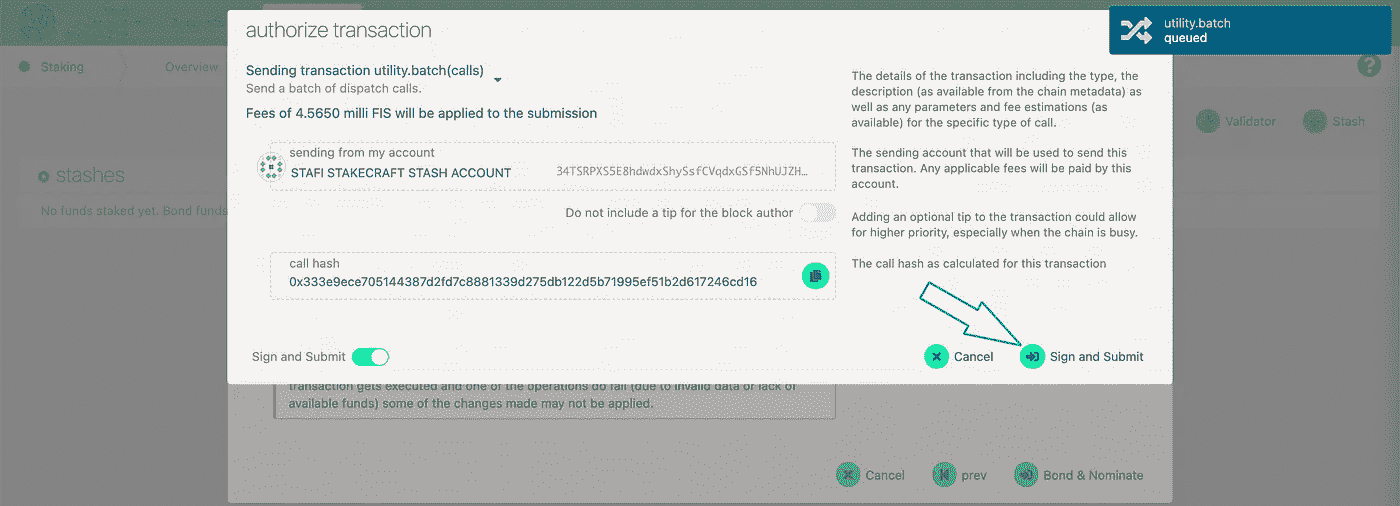 authorize transaction
utility.batch
queued
Staking
Overview
Sending transaction utility.batch(calls)
Send a batch of dispatch calls.
Fees of 4.5650 milli FIS will be applied to the submission
The details of the transaction including the type, the
description (as available from the chain metadata) as
well as any parameters and fee estimations (as
available) for the specific type of call.
Validator
Stash
sending from my account
STAFI STAKECRAFT STASH ACCOUNT
34TSRPXS5E8hdwdxShySsfCVqdxGSf5NhUJZH…
The sending account that will be used to send this
transaction. Any applicable fees will be paid by this
account.
stashes
No funds staked yet. Bond funds
Do not include a tip for the block author
Adding an optional tip to the transaction could allow
for higher priority, especially when the chain is busy.
call hash
0x333e9ece705144387d2fd7c8881339d275db122d5b71995ef51b2d617246cd16
The call hash as calculated for this transaction
Sign and Submit
Cancel
Sign and Submit
transaction gets executed and one of the operations do fail (due to invalid data or lack of
available funds) some of the changes made may not be applied.
Cancel
prev
Bond & Nominate